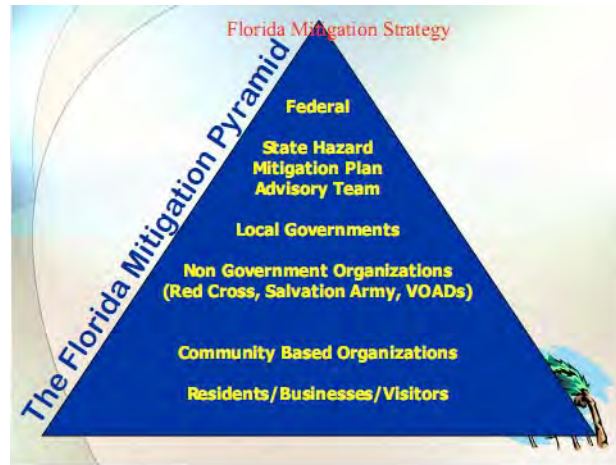 Florida Mitigation Strategy
The Florida Mitigation Pyramid
Federal
State Hazard
Mitigation Plan
Advisory Team
Local Governments
Non Government Organizations
(Red Cross, Salvation Army, VOADs)
Community Based Organizations
Residents/Businesses/Visitors